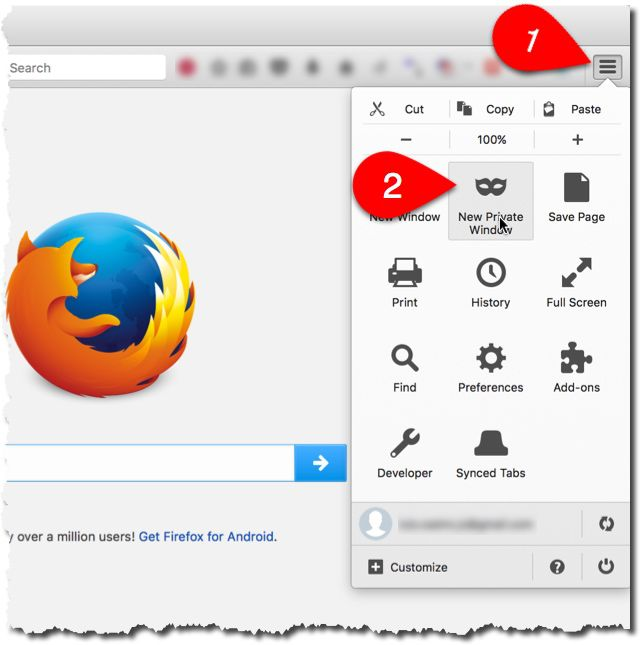 1
Search
Cut
Copy
Paste
100%
2
New Window
New Private
Window
Save Page
Print
History
Full Screen
Find
Preferences
Add-ons
Developer
Synced Tabs
over a million users! Get Firefox for Android.
Customize